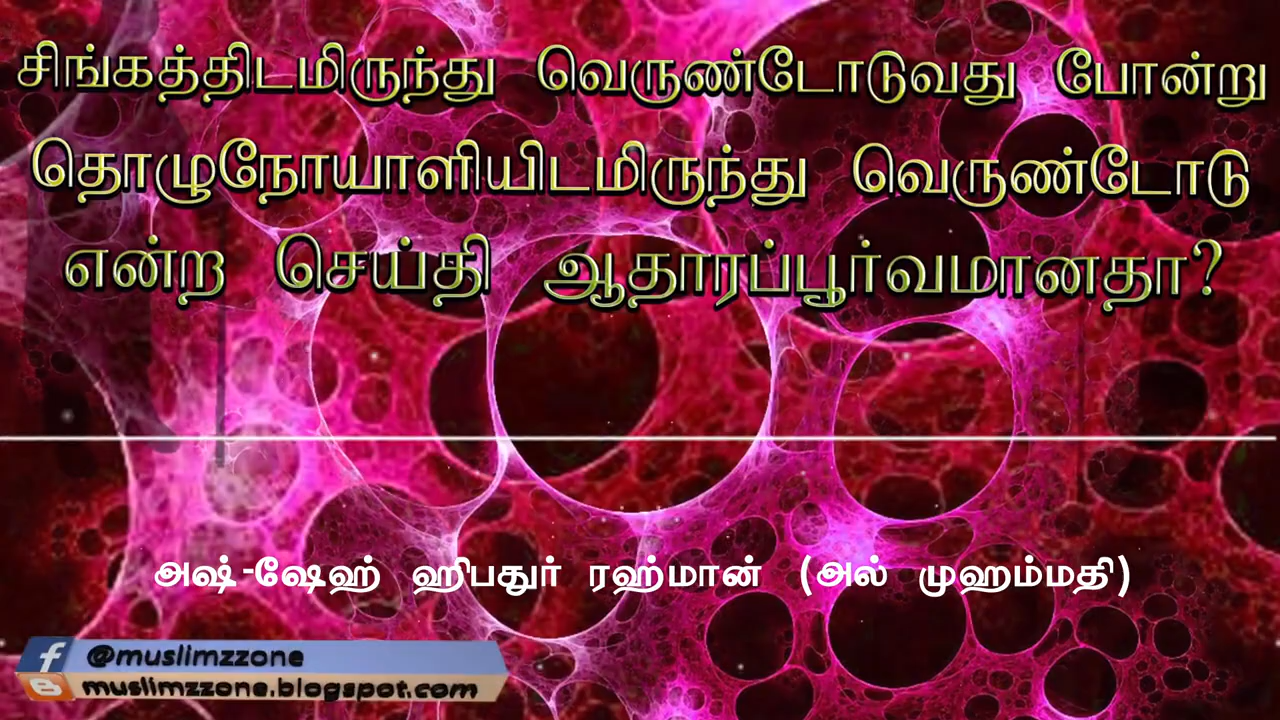 சிங்கத்திடமிருந்து வெருண்டோடுவது போன்று
தொழுநோயாளியிடமிருந்து வெருண்டோடு
என்ற செய்தி ஆதாரப்பூர்வமானதா?
அஷ்-ஷேஹ் ஹிபதுர் ரஹ்மான் (அல் முஹம்மதி)
@muslimzzone
muslimzzone.blogspot.com